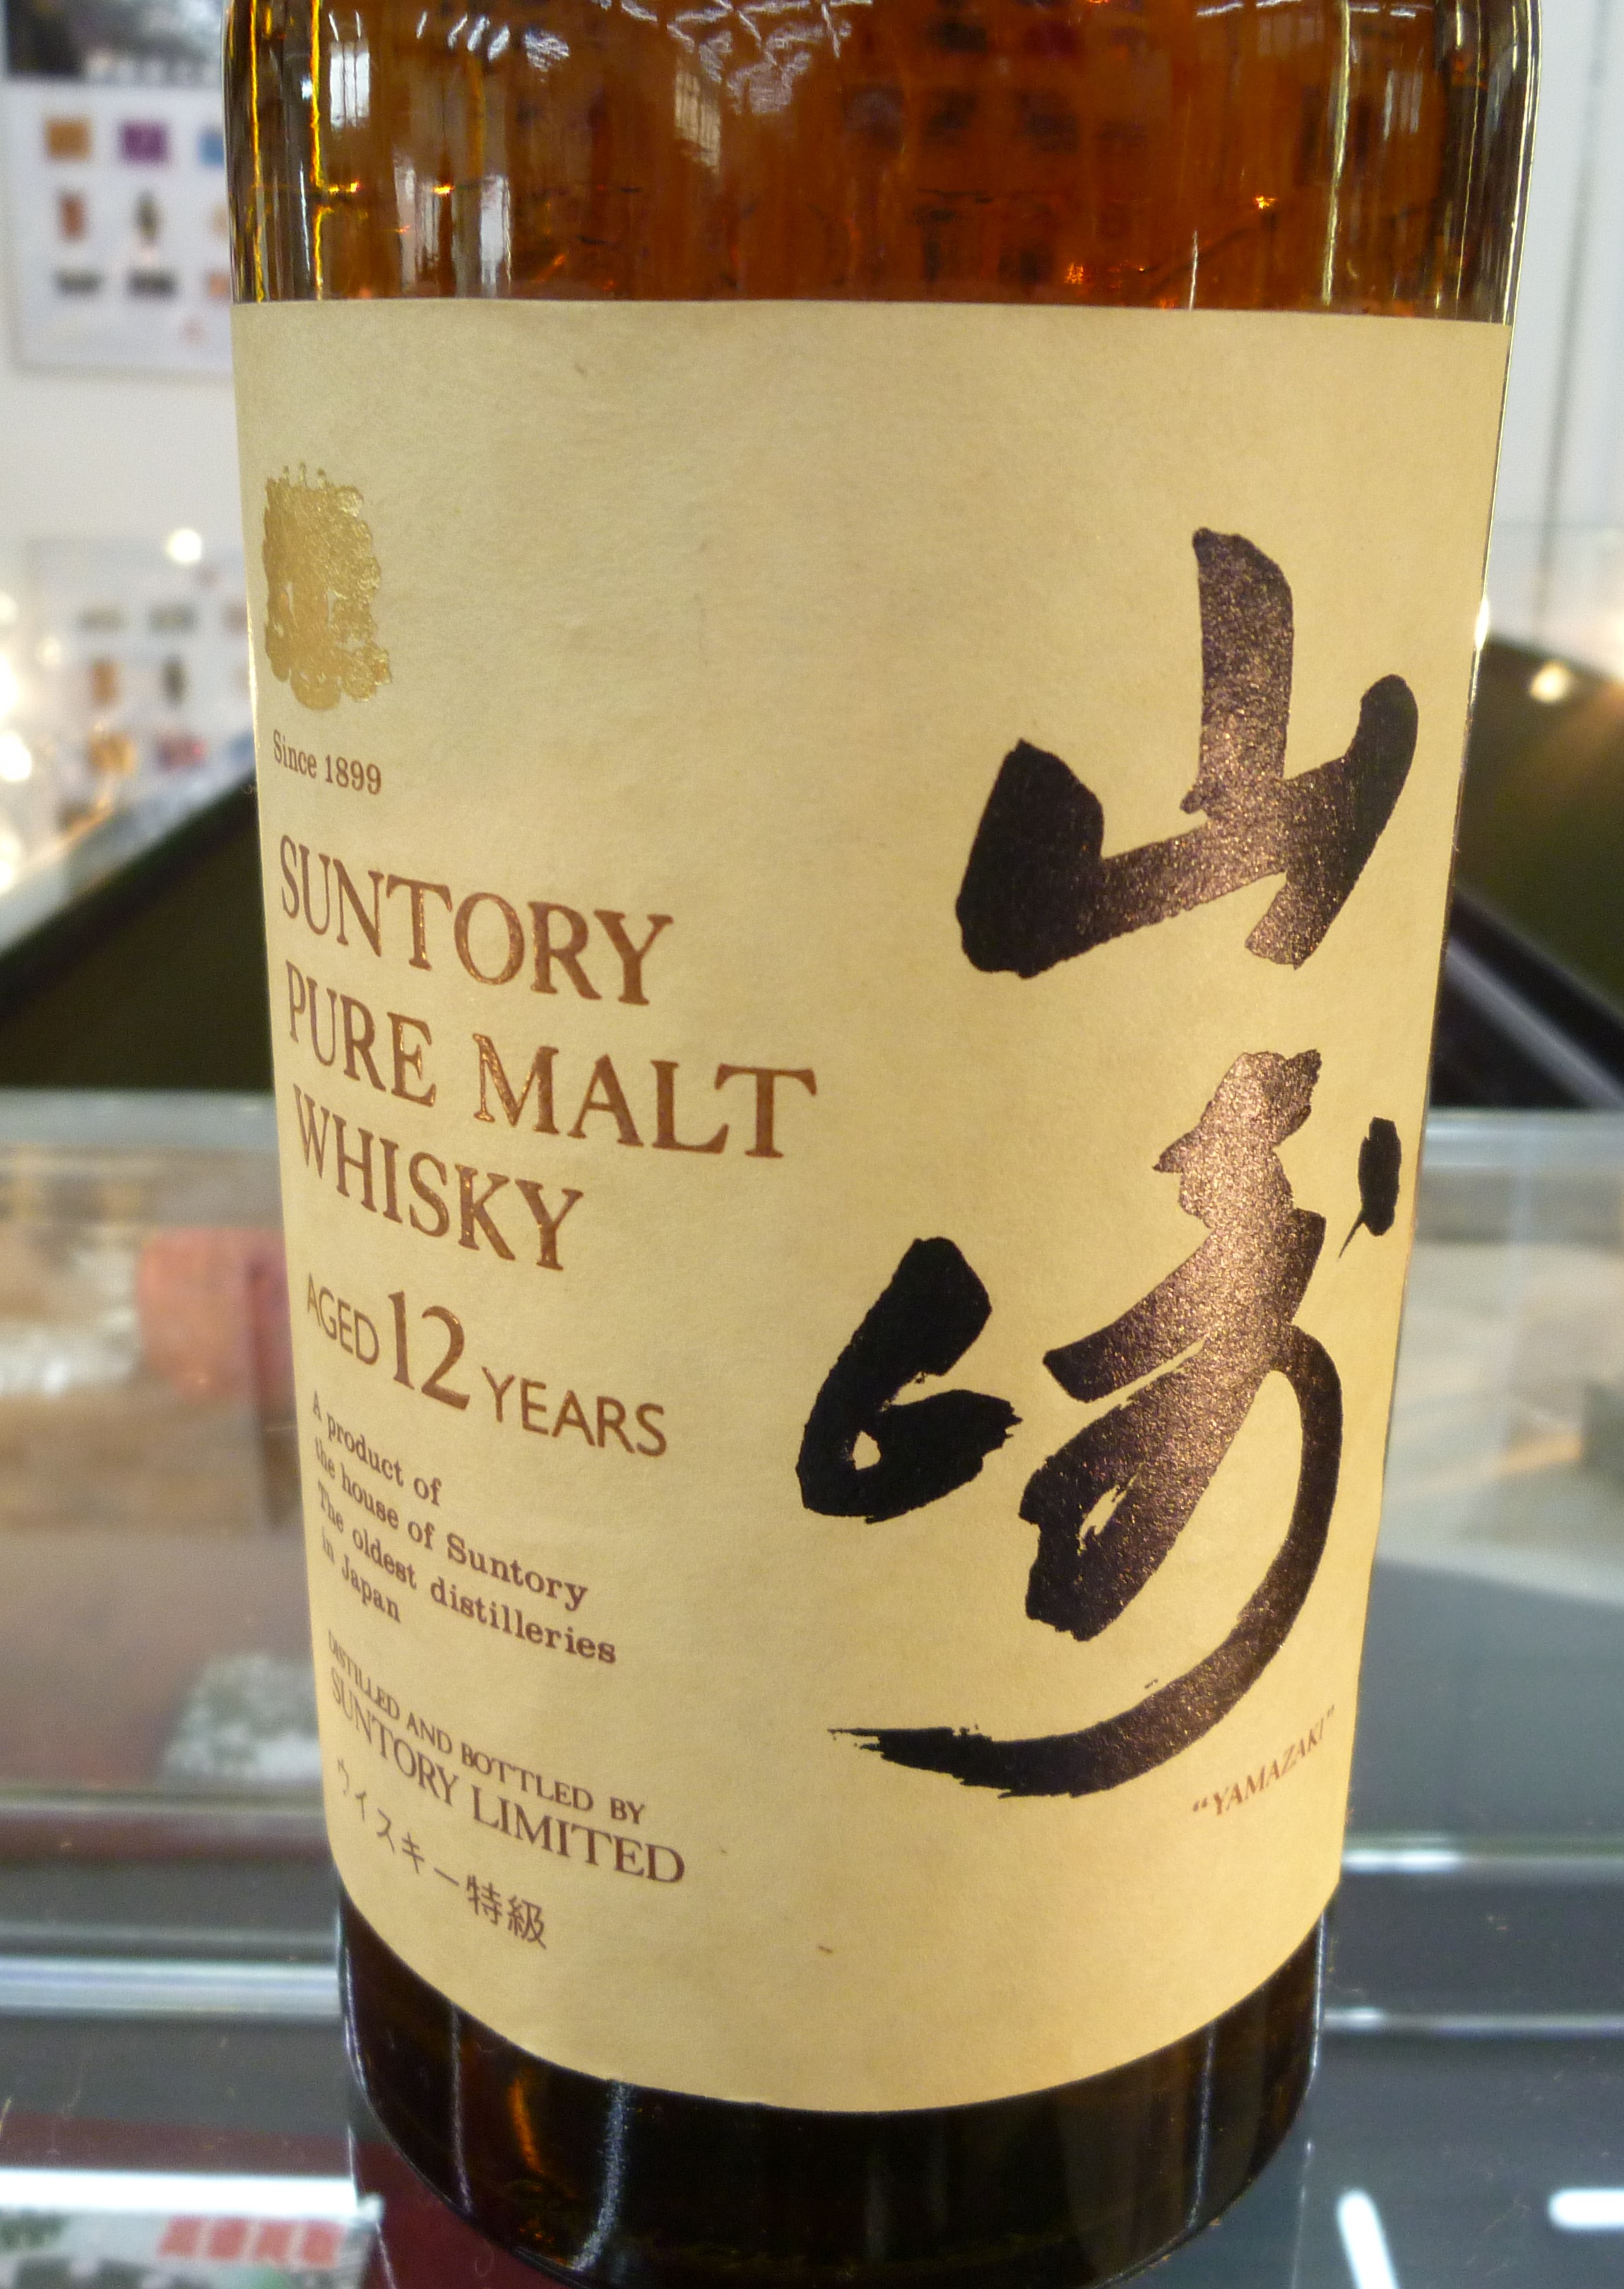 Since 1899
SUNTORY
PURE MALT
WHISKY
AGED 12 YEARS
A product of
the house of Suntory
The oldest distilleries
in Japan
DISTILLED AND BOTTLED BY
SUNTORY LIMITED
ウイスキー特級
山崎
“YAMAZAKI”